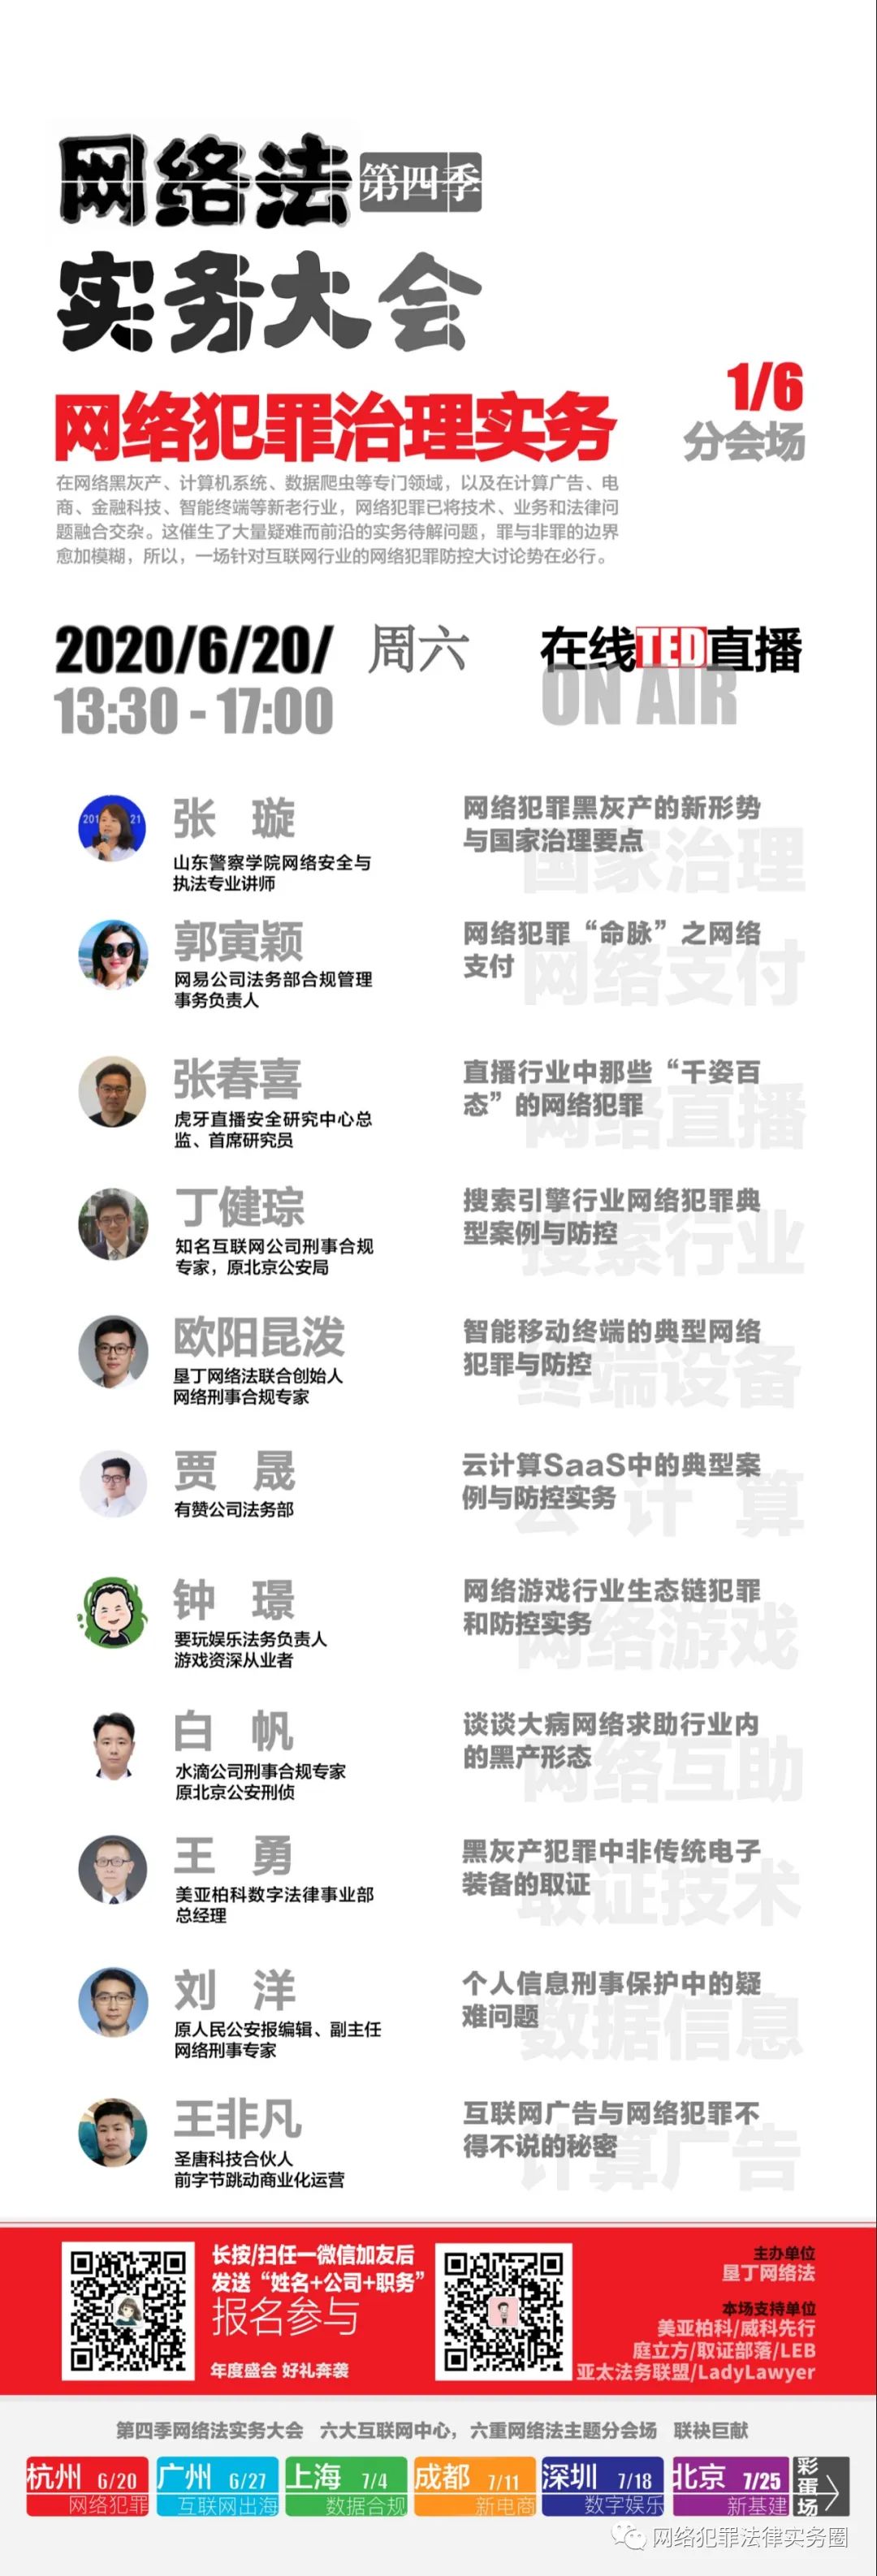 网络法 第四季
实务大会
网络犯罪治理实务
1/6
分会场
在网络黑灰产、计算机系统、数据爬虫等专门领域，以及在计算广告、电
商、金融科技、智能终端等新老行业，网络犯罪已将技术、业务和法律问
题融合交杂。这催生了大量疑难而前沿的实务待解问题，罪与非罪的边界
愈加模糊，所以，一场针对互联网行业的网络犯罪防控大讨论势在必行。
2020/6/20/ 周六
13:30 - 17:00
在线TED直播
ON AIR
201 21
张 璇
山东警察学院网络安全与
执法专业讲师
网络犯罪黑灰产的新形势
与国家治理要点
国家治理
郭寅颖
网易公司法务部合规管理
事务负责人
网络犯罪“命脉”之网络
支付
网络支付
张春喜
虎牙直播安全研究中心总
监、首席研究员
直播行业中那些“千姿百
态”的网络犯罪
网络直播
丁健琮
知名互联网公司刑事合规
专家，原北京公安局
搜索引擎行业网络犯罪典
型案例与防控
搜索行业
欧阳昆泼
垦丁网络法联合创始人
网络刑事合规专家
智能移动终端的典型网络
犯罪与防控
终端设备
贾 晟
有赞公司法务部
云计算SaaS中的典型案
例与防控实务
云计算
钟 璟
要玩娱乐法务负责人
游戏资深从业者
网络游戏行业生态链犯罪
和防控实务
网络游戏
白 帆
水滴公司刑事合规专家
原北京公安刑侦
谈谈大病网络求助行业内
的黑产形态
网络互助
王 勇
美亚柏科数字法律事业部
总经理
黑灰产犯罪中非传统电子
装备的取证
取证技术
刘 洋
原人民公安报编辑、副主任
网络刑事专家
个人信息刑事保护中的疑
难问题
数据信息
王非凡
圣唐科技合伙人
前字节跳动商业化运营
互联网广告与网络犯罪不
得不说的秘密
计算广告
长按/扫任一微信加友后
发送“姓名+公司+职务”
报名参与
年度盛会 好礼奔袭
主办单位
垦丁网络法
本场支持单位
美亚柏科/威科先行
庭立方/取证部落/LEB
亚太法务联盟/LadyLawyer
第四季网络法实务大会 六大互联网中心，六重网络法主题分会场 联袂巨献
杭州 6/20
网络犯罪
广州 6/27
互联网出海
上海 7/4
数据合规
成都 7/11
新电商
深圳 7/18
数字娱乐
北京 7/25
新基建
彩蛋场
网络犯罪法律实务圈